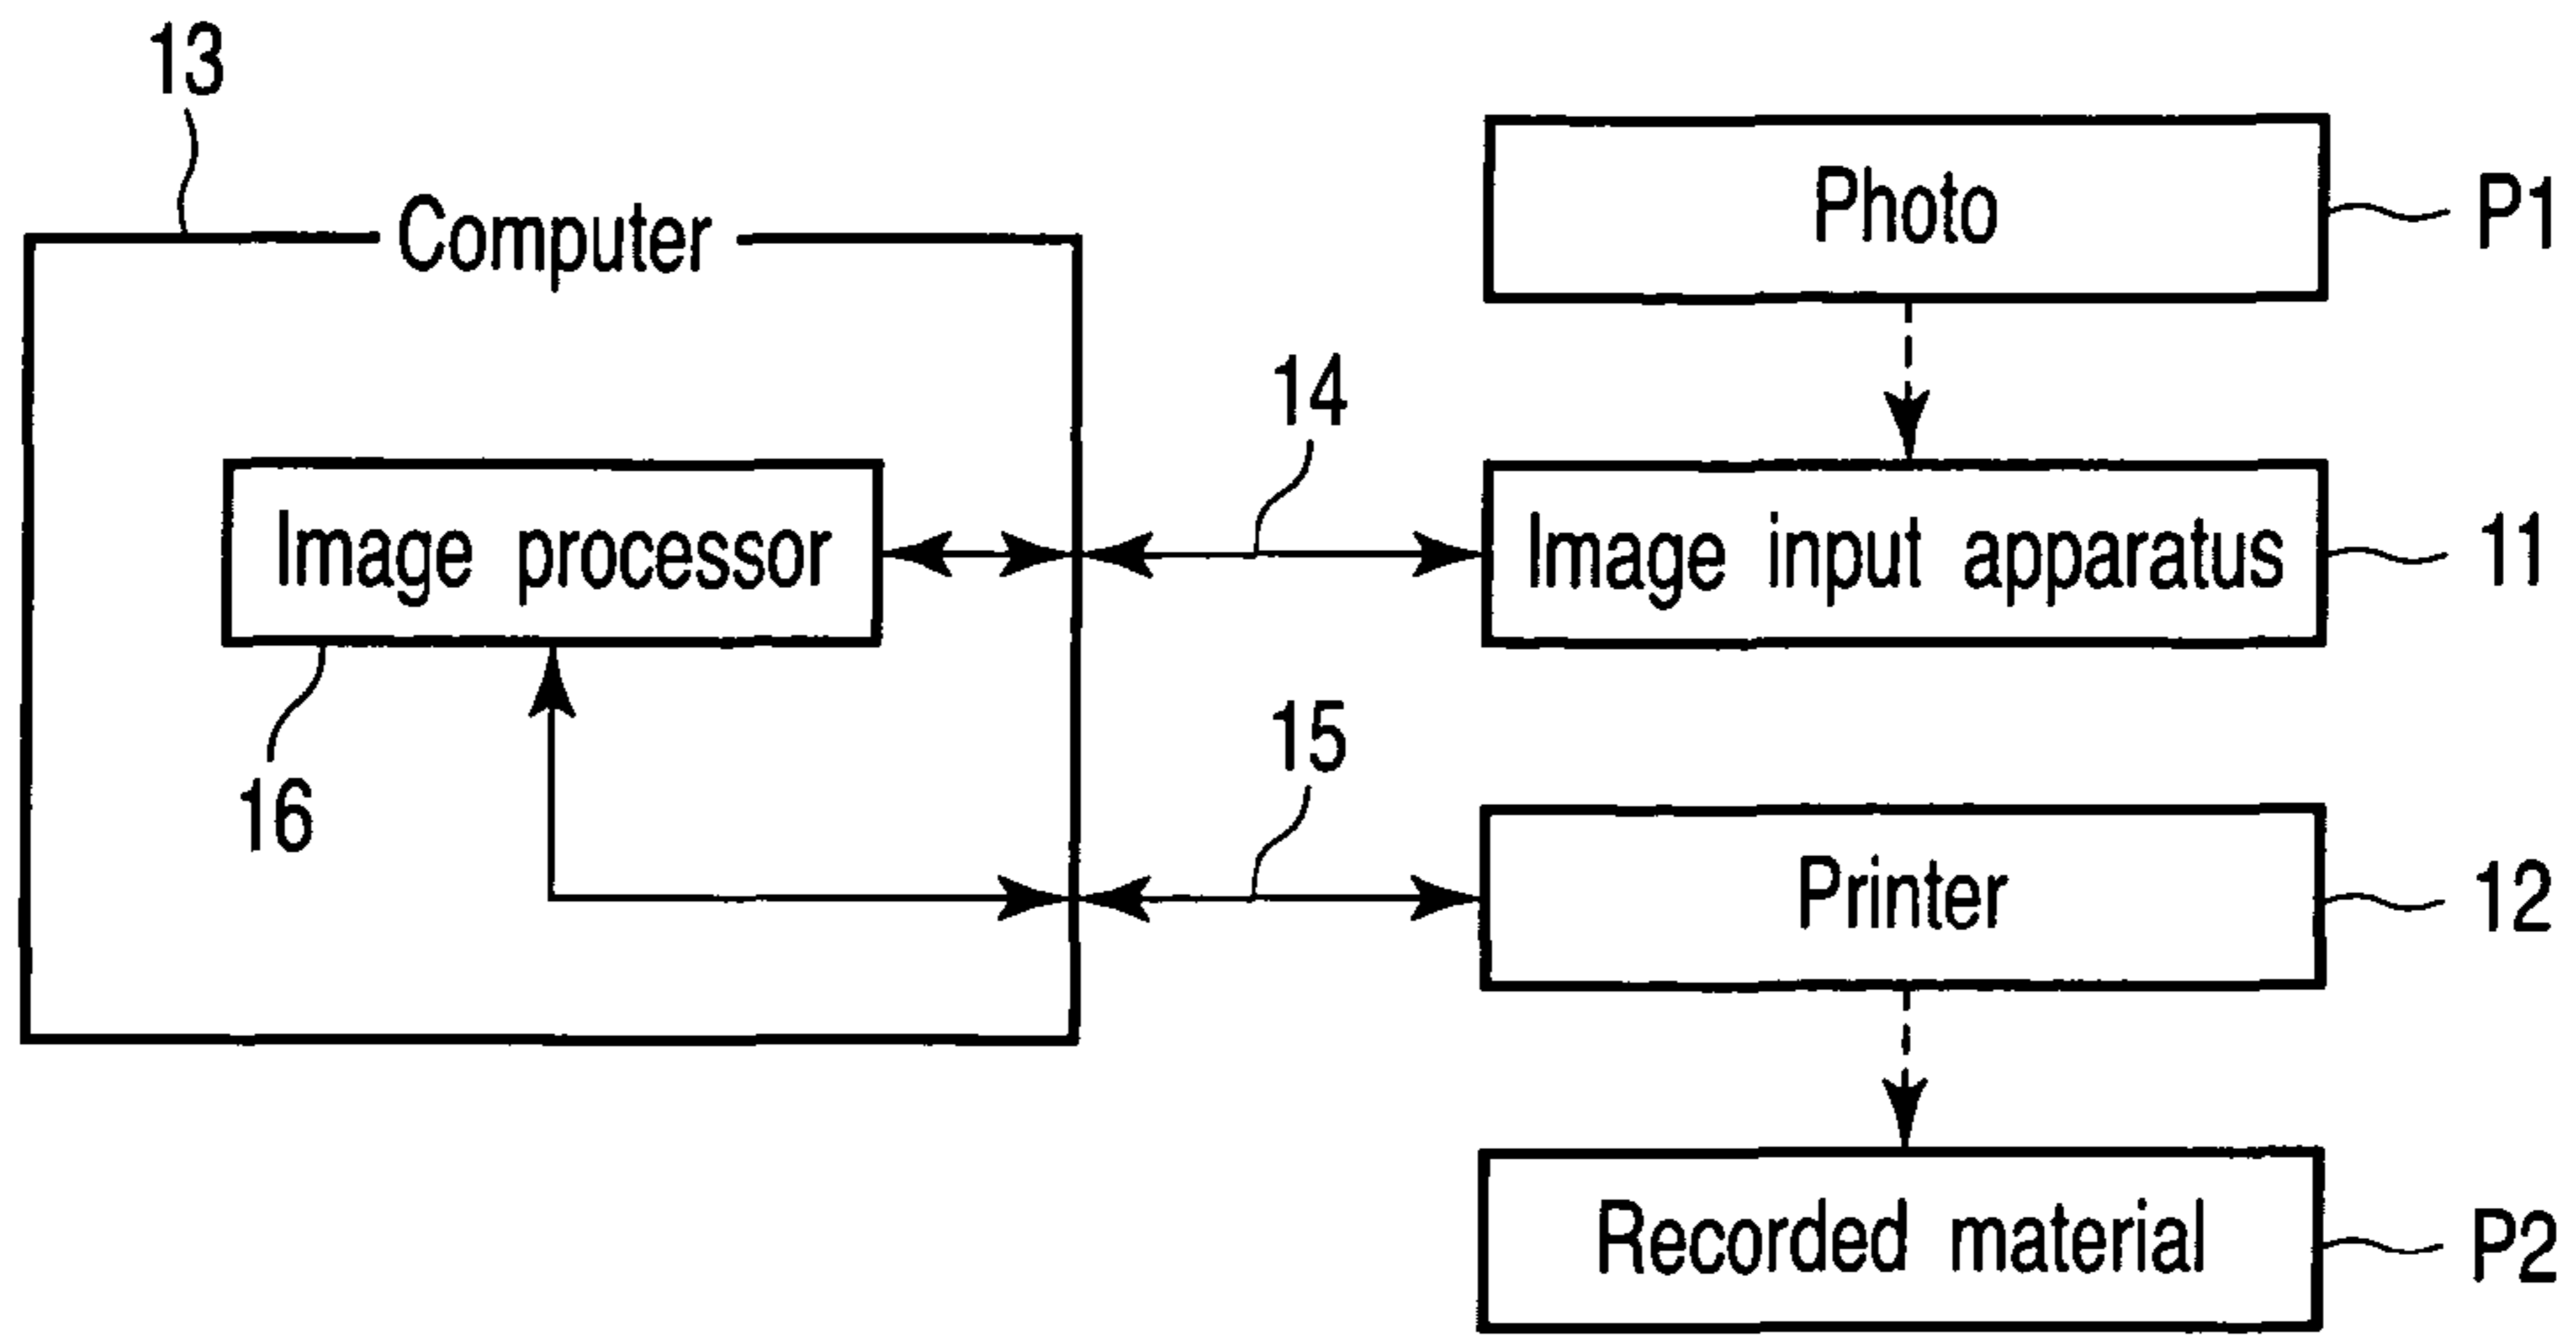 13
Computer
Photo
P1
14
Image processor
Image input apparatus
11
16
15
Printer
12
Recorded material
P2